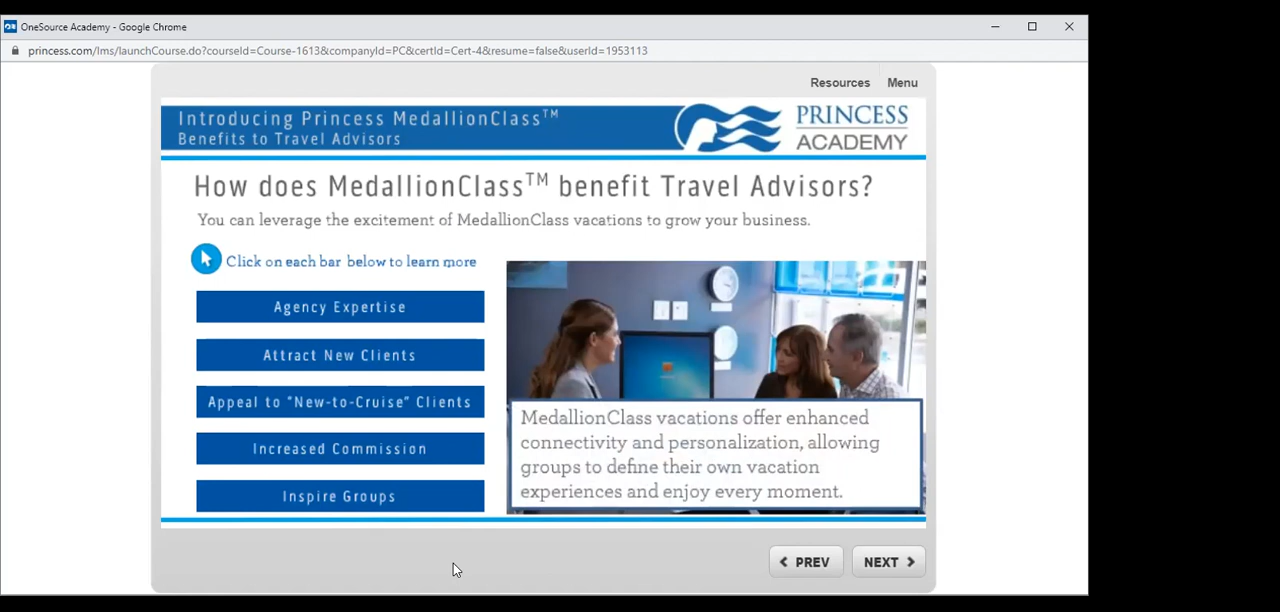 OneSource Academy - Google Chrome
princess.com/lms/launchCourse.do?courseId=Course-1613&companyId=PC&certId=Cert-4&resume=false&userId=1953113
Resources Menu
Introducing Princess MedallionClass™
Benefits to Travel Advisors
PRINCESS
ACADEMY
How does MedallionClass™ benefit Travel Advisors?
You can leverage the excitement of MedallionClass vacations to grow your business.
Click on each bar below to learn more
Agency Expertise
Attract New Clients
Appeal to "New-to-Cruise" Clients
Increased Commission
Inspire Groups
MedallionClass vacations offer enhanced
connectivity and personalization, allowing
groups to define their own vacation
experiences and enjoy every moment.
PREV NEXT